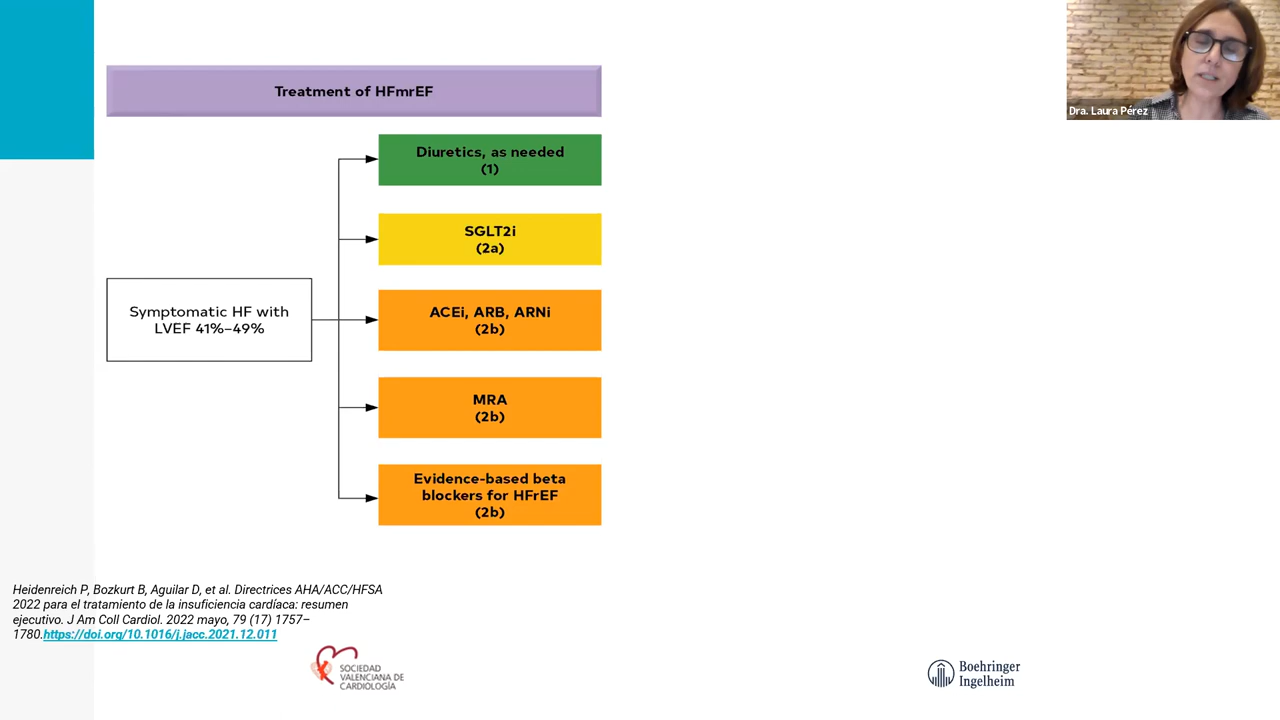 Dra. Laura Pérez
Treatment of HFmrEF
Diuretics, as needed
(1)
SGLT2i
(2a)
Symptomatic HF with
LVEF 41%–49%
ACEi, ARB, ARNi
(2b)
MRA
(2b)
Evidence-based beta
blockers for HFrEF
(2b)
Heidenreich P, Bozkurt B, Aguilar D, et al. Directrices AHA/ACC/HFSA
2022 para el tratamiento de la insuficiencia cardíaca: resumen
ejecutivo. J Am Coll Cardiol. 2022 mayo, 79 (17) 1757–
1780.https://doi.org/10.1016/j.jacc.2021.12.011
SOCIEDAD
VALENCIANA DE
CARDIOLOGÍA
Boehringer
Ingelheim